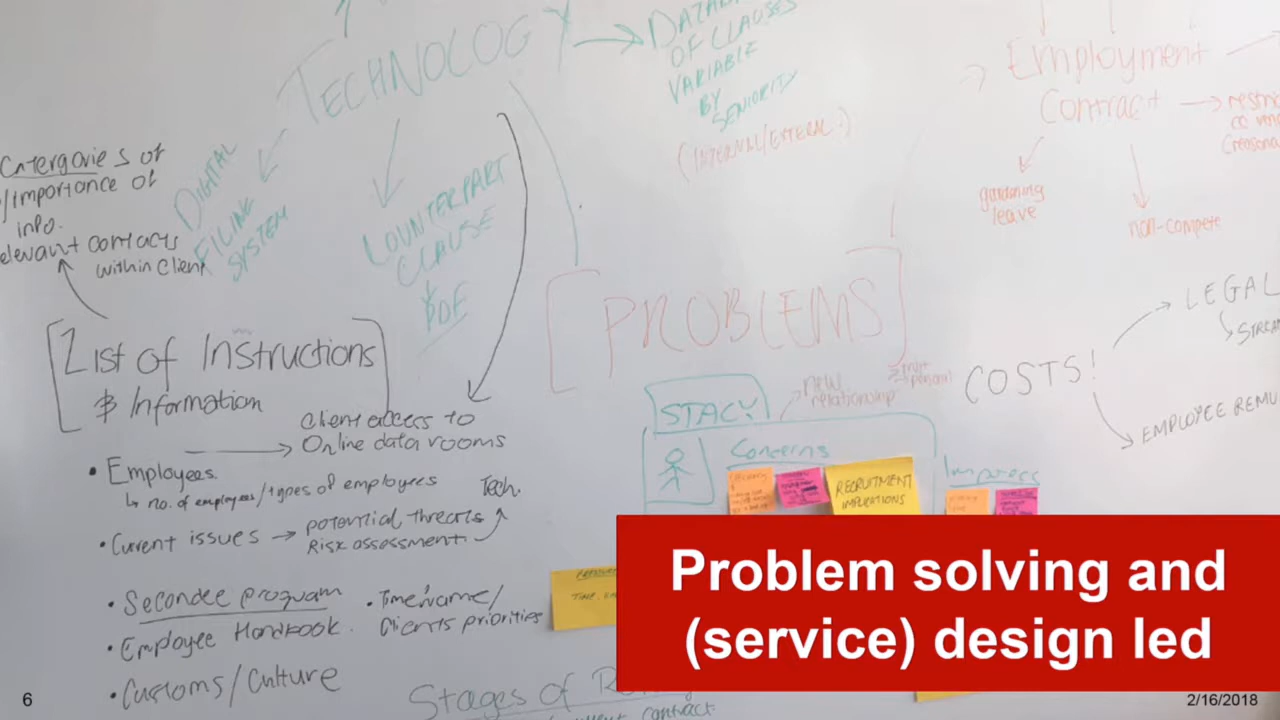 TECHNOLOGY
OF CLAUSES
VARIABLE
BY
SENIORITY
(INTERNAL/EXTERNAL?)
Employment
Contract
gardening
leave
non-compete
Catergories of
/importance of
info.
relevant contacts
within Client
DIGITAL
FILING
SYSTEM
COUNTERPART
CLAUSE
PDF
[PROBLEMS]
[List of Instructions
& Information
Client access to
Online data rooms
• Employees.
↳ no. of employees/types of employees
Tech.
• Current issues → potential threats
Risk assessment
• Secondee program
• Employee Handbook.
• Timeframe/
Clients priorities
• Customs/Culture
Stages of
contract
new
relationship
STACY
Concerns
RECRUITMENT
IMPLICATIONS
COSTS!
LEGAL
EMPLOYEE REMU
Problem solving and
(service) design led
6
2/16/2018